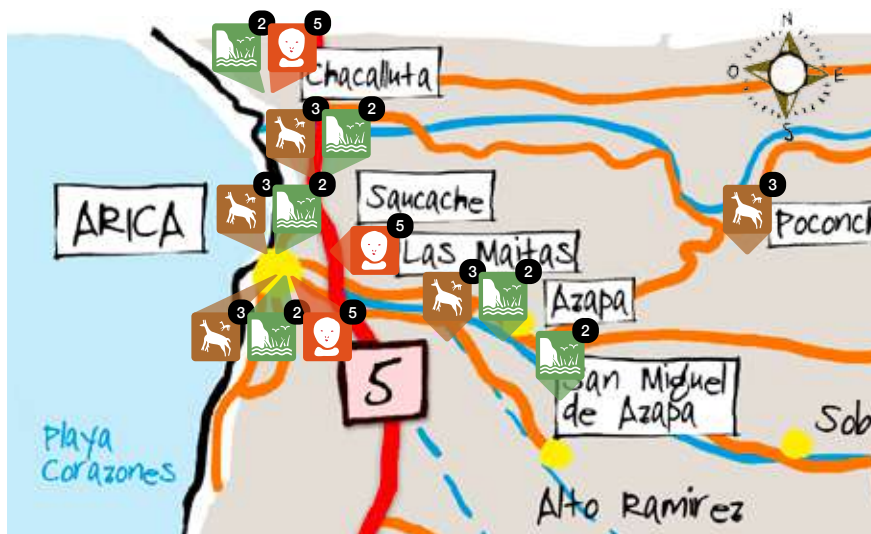 2
5
N
O
E
S
Chacalluta
3
2
3
2
3
ARICA
Saucache
5
Las Maitas
Poconch
3
2
Azapa
3
2
5
2
5
San Miguel
de Azapa
Playa
Corazones
Sob
Alto Ramirez